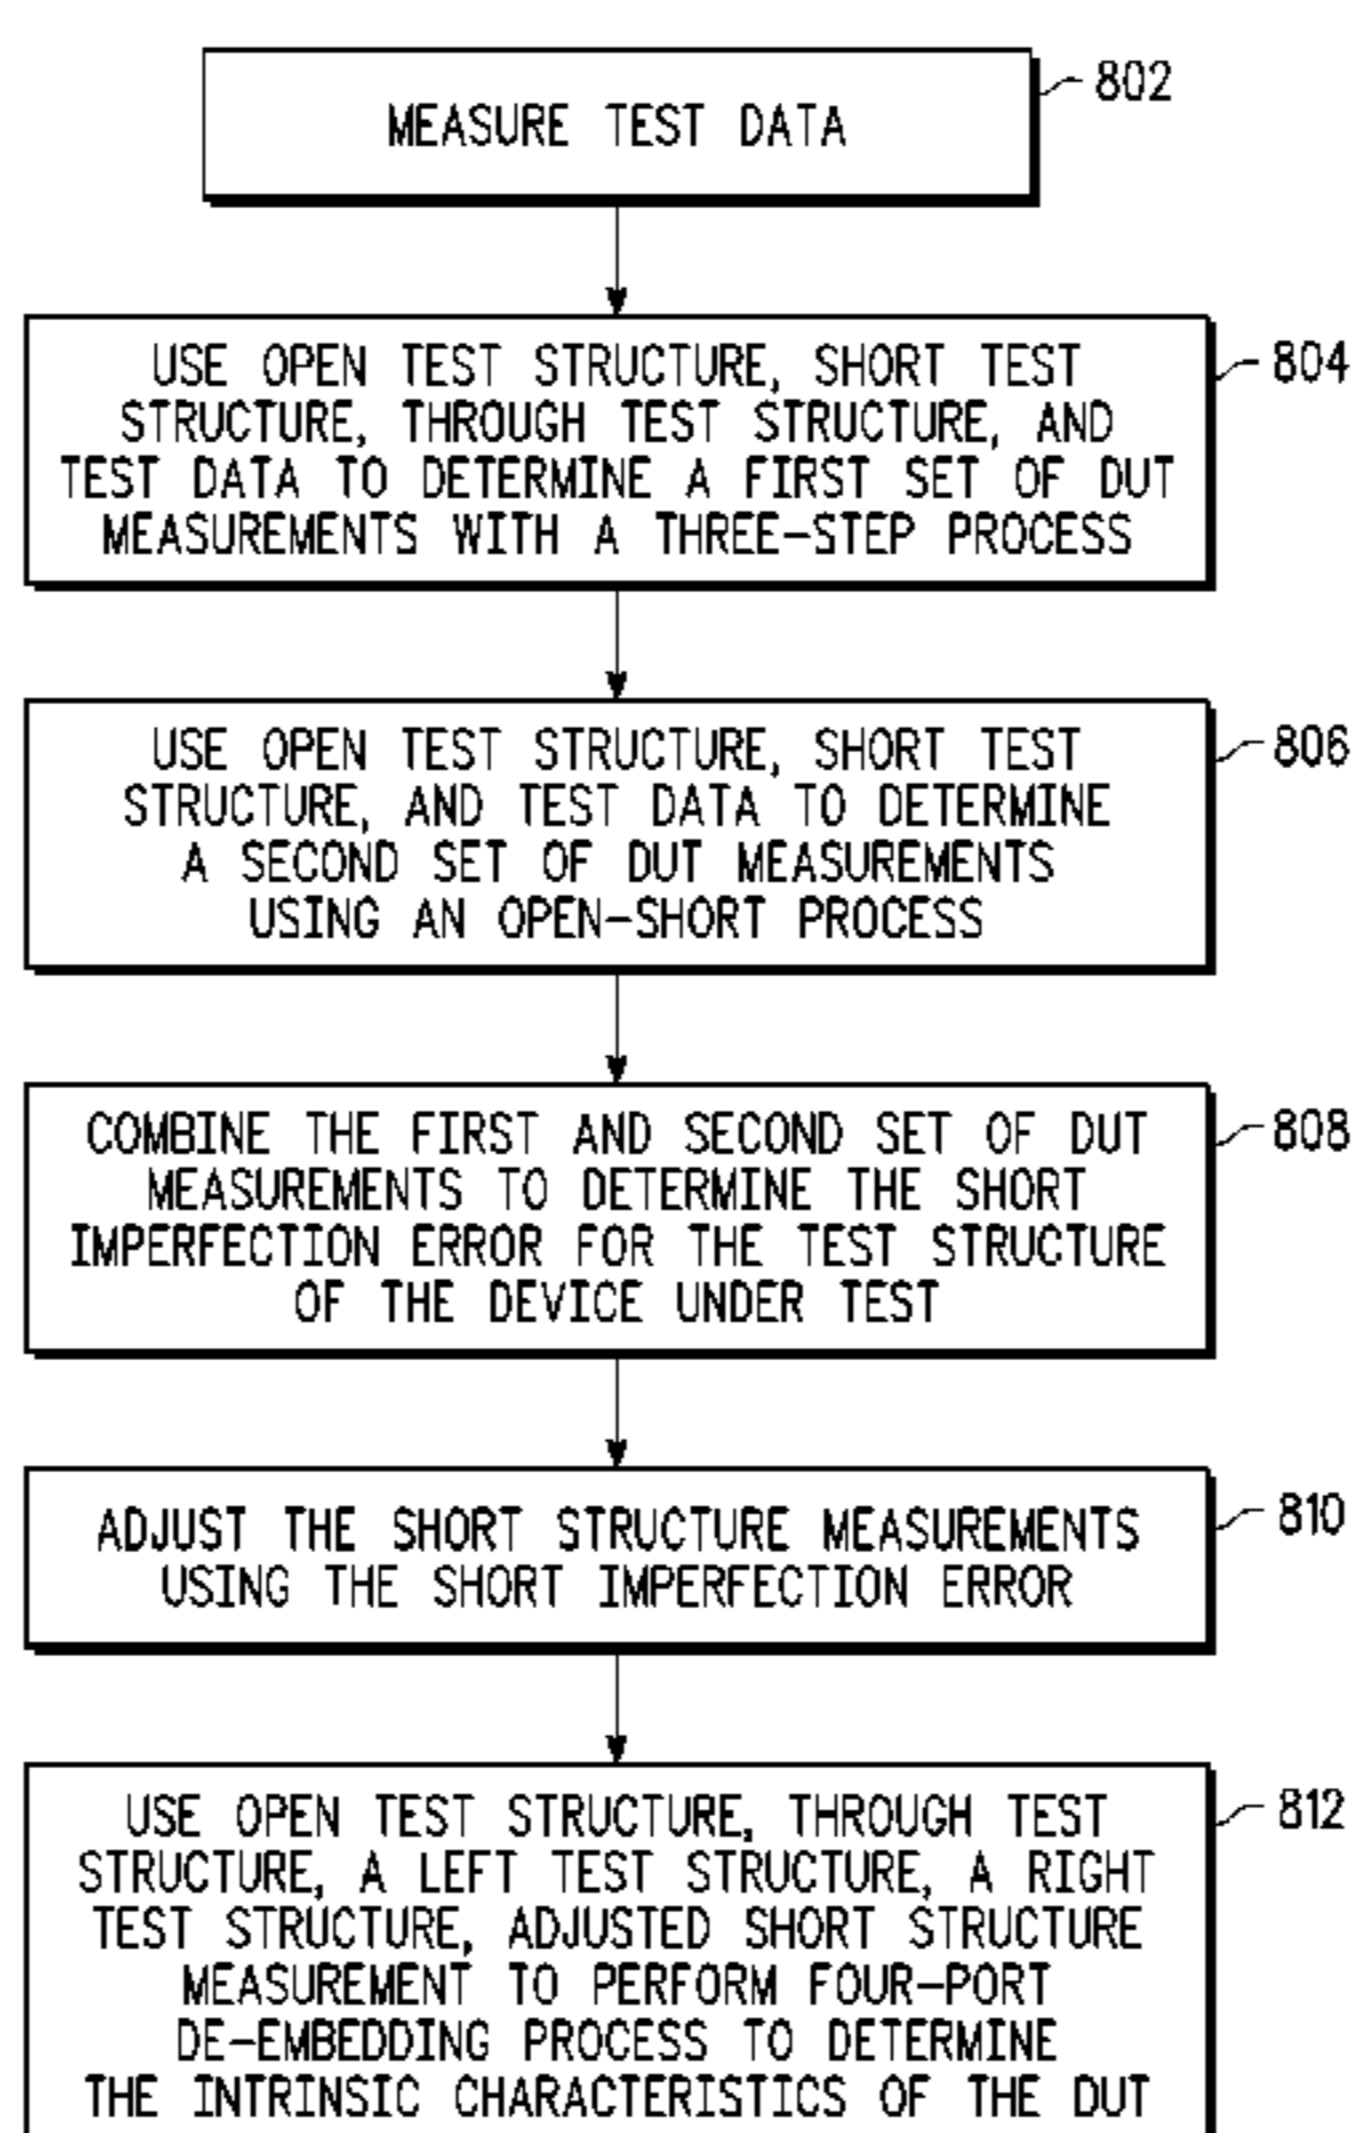 MEASURE TEST DATA
802
USE OPEN TEST STRUCTURE, SHORT TEST
STRUCTURE, THROUGH TEST STRUCTURE, AND
TEST DATA TO DETERMINE A FIRST SET OF DUT
MEASUREMENTS WITH A THREE-STEP PROCESS
804
USE OPEN TEST STRUCTURE, SHORT TEST
STRUCTURE, AND TEST DATA TO DETERMINE
A SECOND SET OF DUT MEASUREMENTS
USING AN OPEN-SHORT PROCESS
806
COMBINE THE FIRST AND SECOND SET OF DUT
MEASUREMENTS TO DETERMINE THE SHORT
IMPERFECTION ERROR FOR THE TEST STRUCTURE
OF THE DEVICE UNDER TEST
808
ADJUST THE SHORT STRUCTURE MEASUREMENTS
USING THE SHORT IMPERFECTION ERROR
810
USE OPEN TEST STRUCTURE, THROUGH TEST
STRUCTURE, A LEFT TEST STRUCTURE, A RIGHT
TEST STRUCTURE, ADJUSTED SHORT STRUCTURE
MEASUREMENT TO PERFORM FOUR-PORT
DE-EMBEDDING PROCESS TO DETERMINE
THE INTRINSIC CHARACTERISTICS OF THE DUT
812